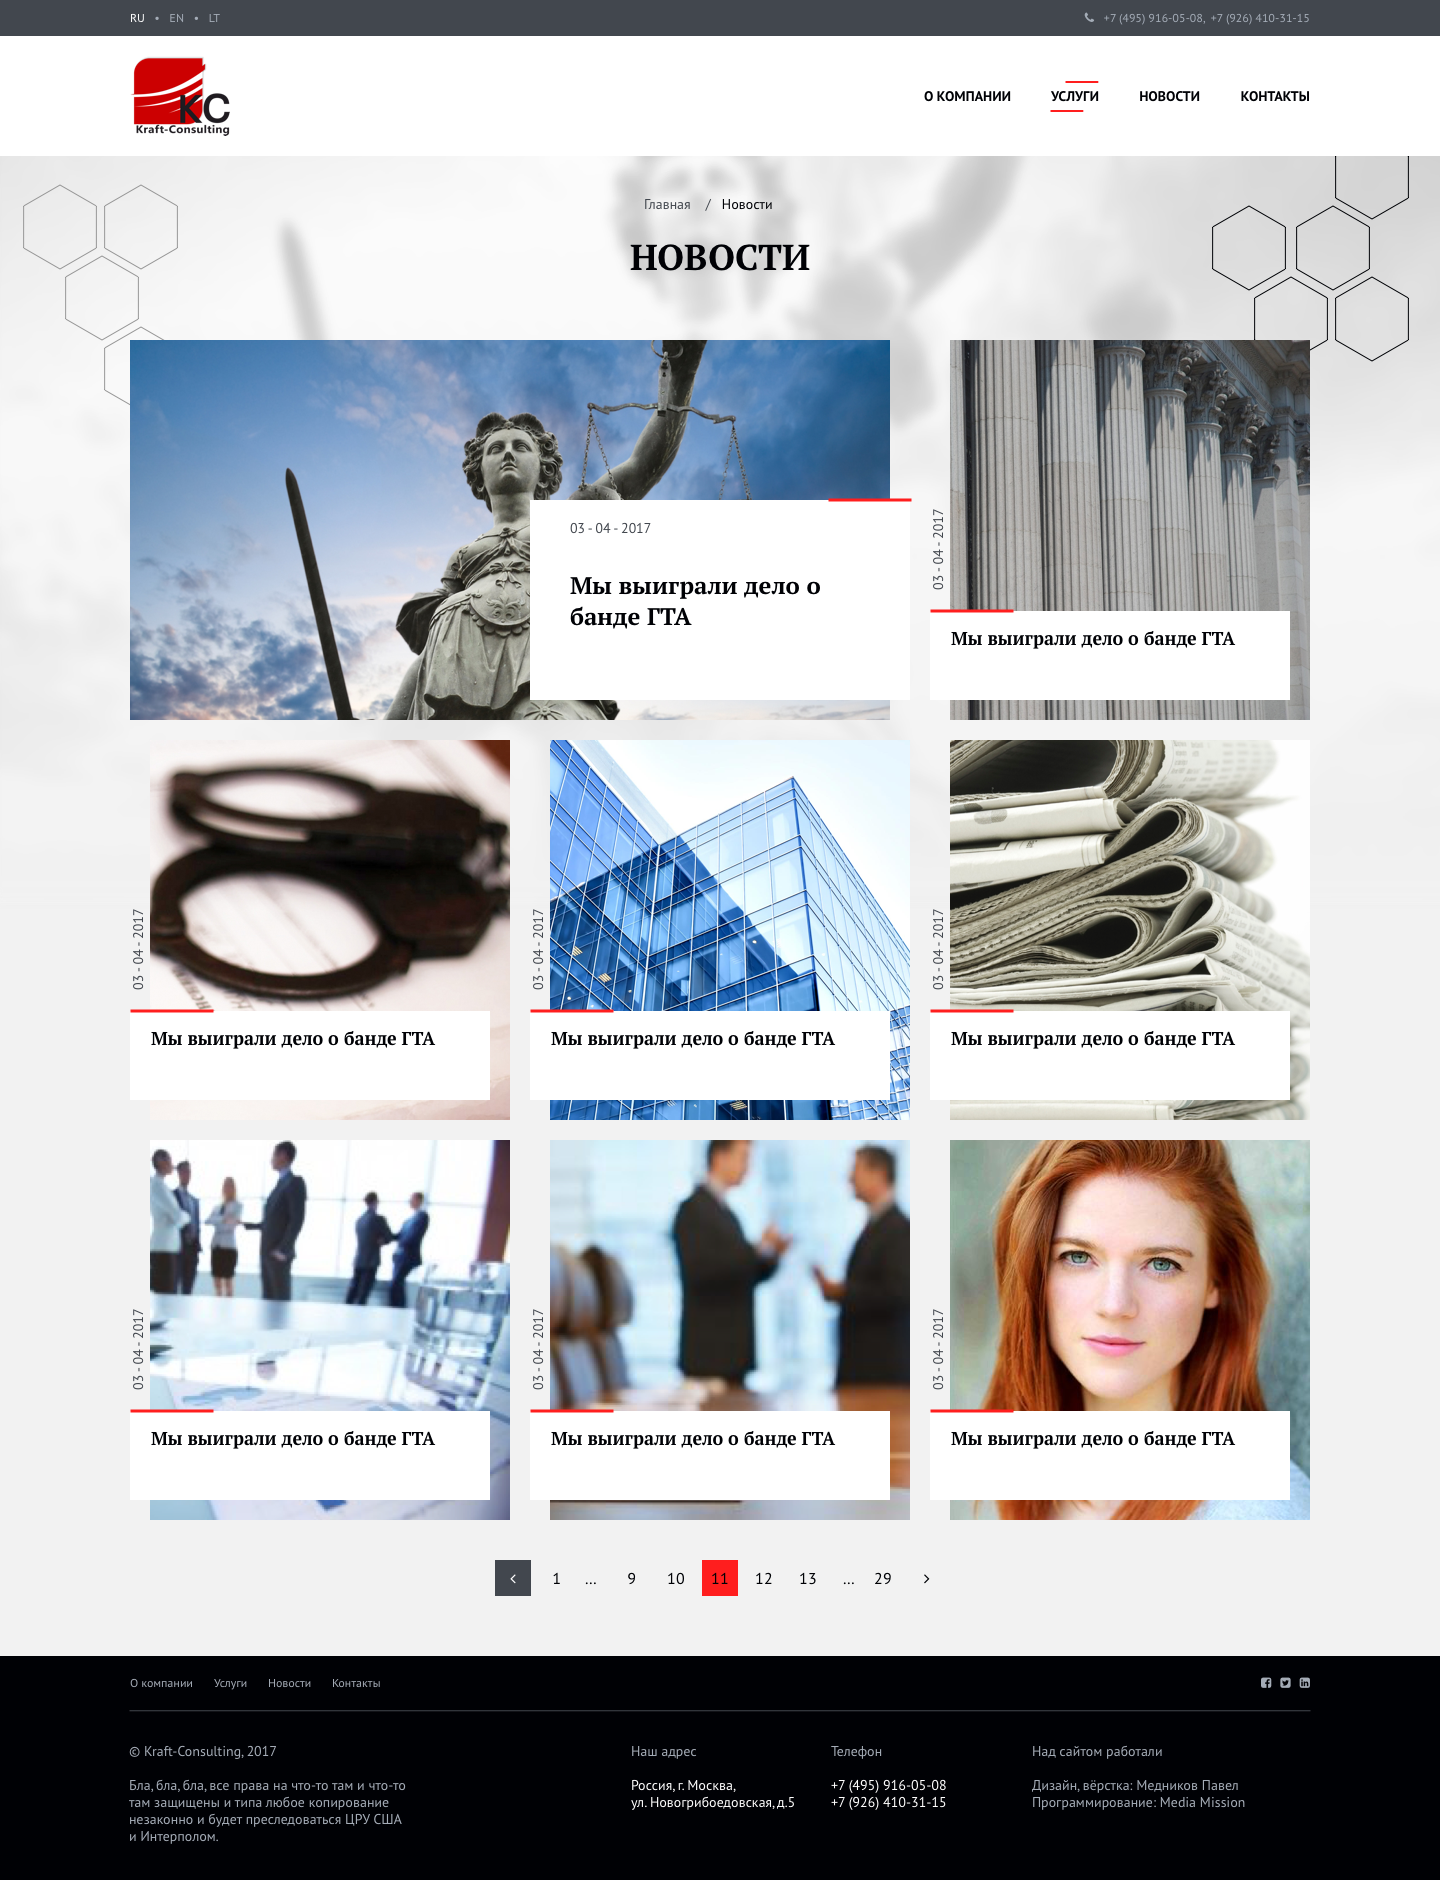 RU • EN • LT
+7 (495) 916-05-08, +7 (926) 410-31-15
KC
Kraft-Consulting
О КОМПАНИИ
УСЛУГИ
НОВОСТИ
КОНТАКТЫ
Главная / Новости
НОВОСТИ
03 - 04 - 2017
Мы выиграли дело о
банде ГТА
03 - 04 - 2017
Мы выиграли дело о банде ГТА
03 - 04 - 2017
Мы выиграли дело о банде ГТА
03 - 04 - 2017
Мы выиграли дело о банде ГТА
03 - 04 - 2017
Мы выиграли дело о банде ГТА
03 - 04 - 2017
Мы выиграли дело о банде ГТА
03 - 04 - 2017
Мы выиграли дело о банде ГТА
03 - 04 - 2017
Мы выиграли дело о банде ГТА
1 ... 9 10 11 12 13 ... 29
О компании
Услуги
Новости
Контакты
© Kraft-Consulting, 2017
Бла, бла, бла, все права на что-то там и что-то
там защищены и типа любое копирование
незаконно и будет преследоваться ЦРУ США
и Интерполом.
Наш адрес
Россия, г. Москва,
ул. Новогрибоедовская, д.5
Телефон
+7 (495) 916-05-08
+7 (926) 410-31-15
Над сайтом работали
Дизайн, вёрстка: Медников Павел
Программирование: Media Mission